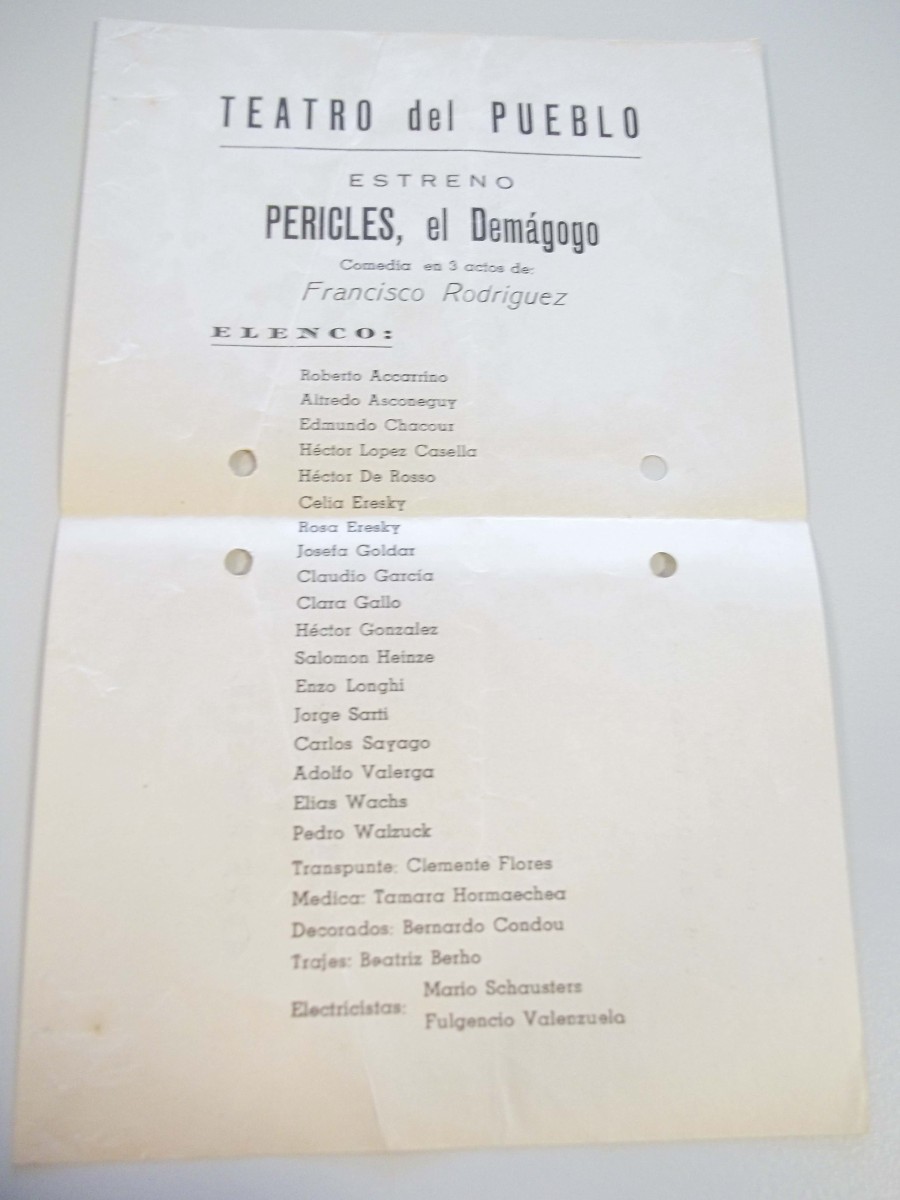 TEATRO del PUEBLO
ESTRENO
PERICLES, el Demágogo
Comedia en 3 actos de:
Francisco Rodriguez
ELENCO:
Roberto Accarrino
Alfredo Asconeguy
Edmundo Chacour
Héctor Lopez Casella
Héctor De Rosso
Celia Eresky
Rosa Eresky
Josefa Goldar
Claudio García
Clara Gallo
Héctor Gonzalez
Salomon Heinze
Enzo Longhi
Jorge Sarti
Carlos Sayago
Adolfo Valerga
Elias Wachs
Pedro Walzuck
Transpunte: Clemente Flores
Medica: Tamara Hormaechea
Decorados: Bernardo Condou
Trajes: Beatriz Berho
Electricistas: Mario Schausters
Fulgencio Valenzuela